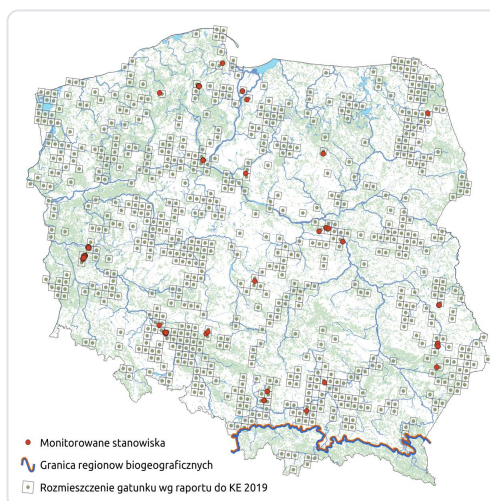 Monitorowane stanowiska
Granica regionow biogeograficznych
Rozmieszczenie gatunku wg raportu do KE 2019